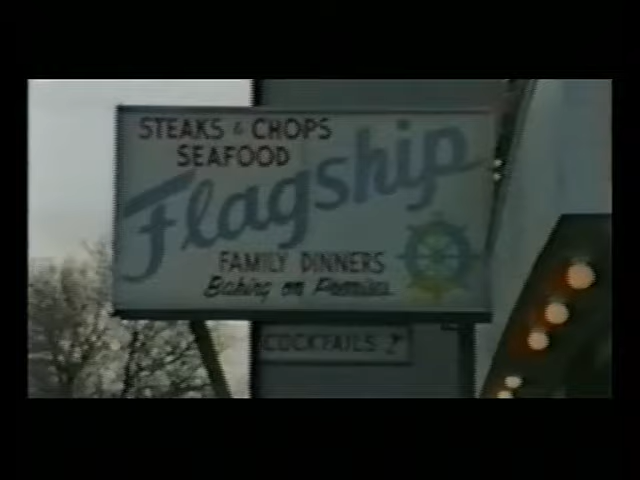 STEAKS & CHOPS
SEAFOOD
Flagship
FAMILY DINNERS
Baking on Premises
COCKTAILS